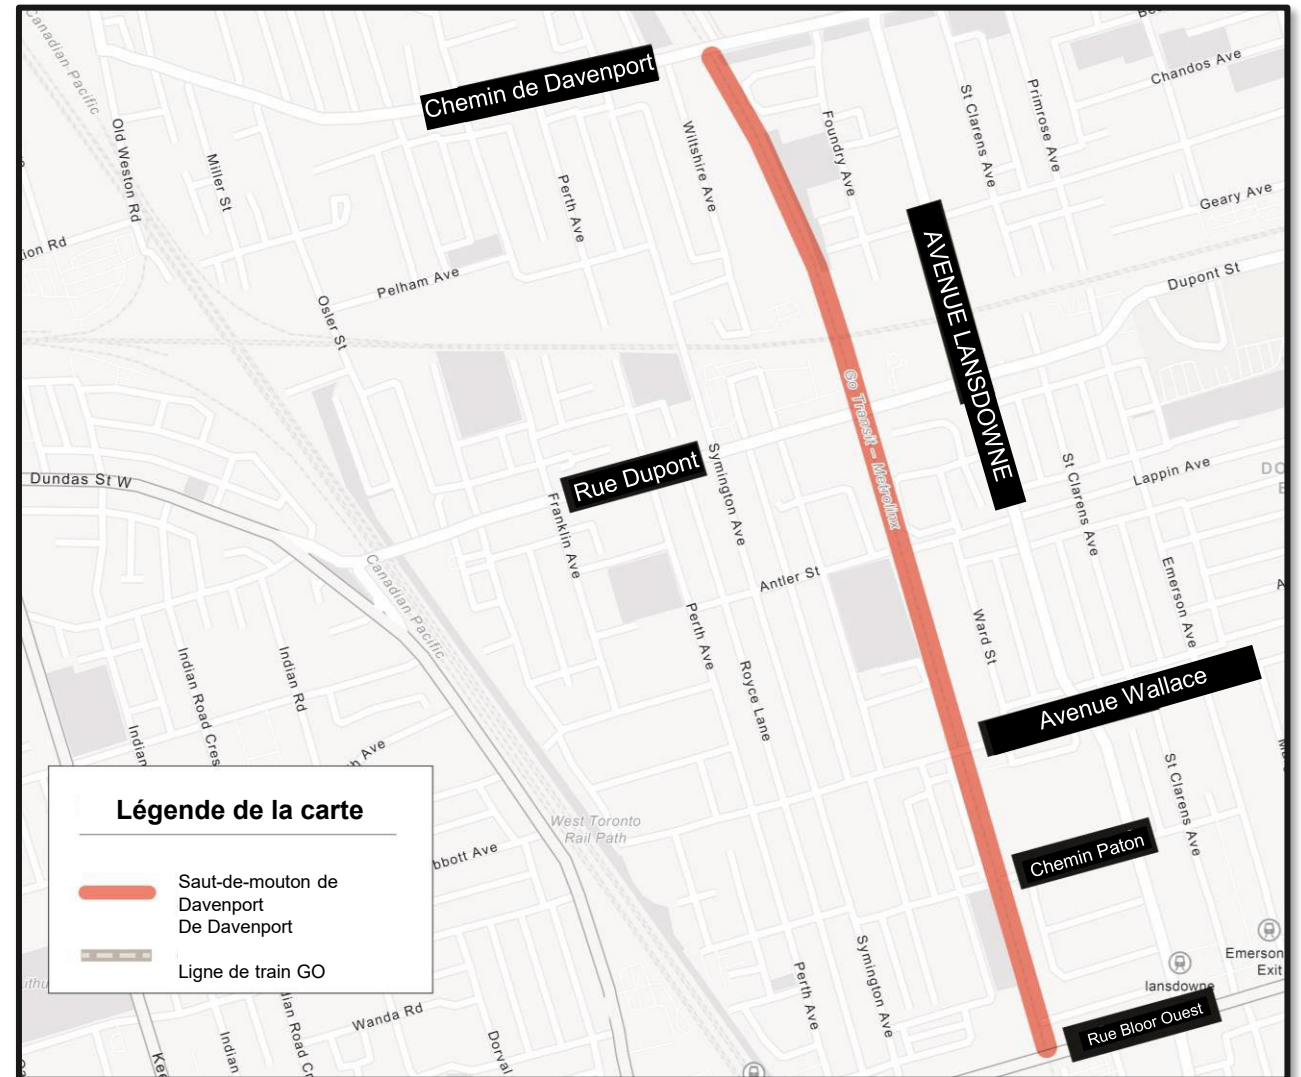 Canadian Pacific
Chemin de Davenport
Chandos Ave
Old Weston Rd
Miller St
Perth Ave
Wiltshire Ave
Foundry Ave
St Clarens Ave
Primrose Ave
Geary Ave
Pelham Ave
Osler St
AVENUE LANSDOWNE
Dupont St
Go Transit – Metrolinx
Rue Dupont
Symington Ave
Franklin Ave
Dundas St W
St Clarens Ave
Lappin Ave
Canadian Pacific
Antler St
Emerson Ave
Ward St
Perth Ave
Royce Lane
Indian Road Cres
Indian Rd
Avenue Wallace
Indian
St Clarens Ave
Légende de la carte
Saut-de-mouton de
Davenport
De Davenport
Ligne de train GO
West Toronto
Rail Path
bbott Ave
Chemin Paton
Symington Ave
Perth Ave
Emerson
Exit
lansdowne
Rue Bloor Ouest
Wanda Rd
Indian
Dorval